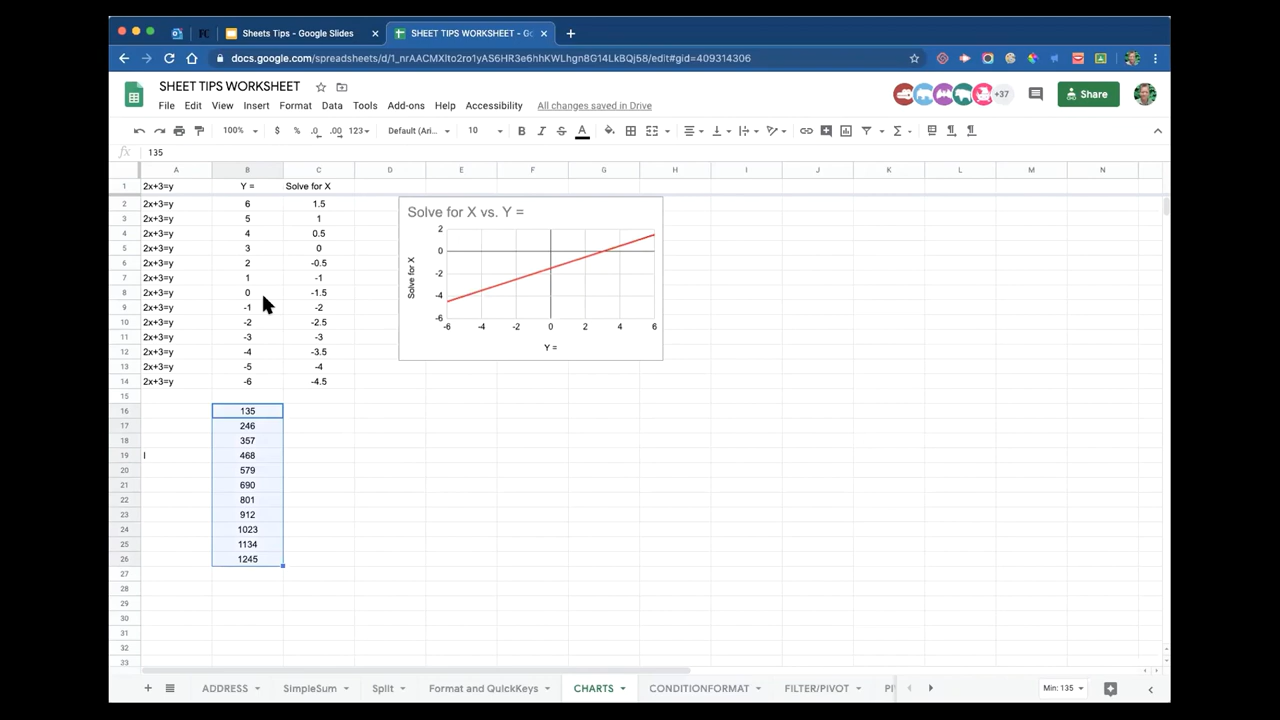 Sheets Tips - Google Slides × SHEET TIPS WORKSHEET - Go ×
docs.google.com/spreadsheets/d/1_nrAACMXIto2ro1yAS6HR3e6hhKWLhgn8G14LkBQj58/edit#gid=409314306
SHEET TIPS WORKSHEET
+37
Share
File Edit View Insert Format Data Tools Add-ons Help Accessibility All changes saved in Drive
100% $ % .0 .00 123 Default (Ari... 10 B I S A
fx 135
A B C D E F G H I J K L M N
1 2x+3=y Y = Solve for X
2 2x+3=y 6 1.5
3 2x+3=y 5 1
4 2x+3=y 4 0.5
5 2x+3=y 3 0
6 2x+3=y 2 -0.5
7 2x+3=y 1 -1
8 2x+3=y 0 -1.5
9 2x+3=y -1 -2
10 2x+3=y -2 -2.5
11 2x+3=y -3 -3
12 2x+3=y -4 -3.5
13 2x+3=y -5 -4
14 2x+3=y -6 -4.5
15
16 135
17 246
18 357
19 I 468
20 579
21 690
22 801
23 912
24 1023
25 1134
26 1245
27
28
29
30
31
32
33
Solve for X vs. Y =
Solve for X
2
0
-2
-4
-6
-6 -4 -2 0 2 4 6
Y =
ADDRESS SimpleSum Split Format and QuickKeys CHARTS CONDITIONFORMAT FILTER/PIVOT Min: 135